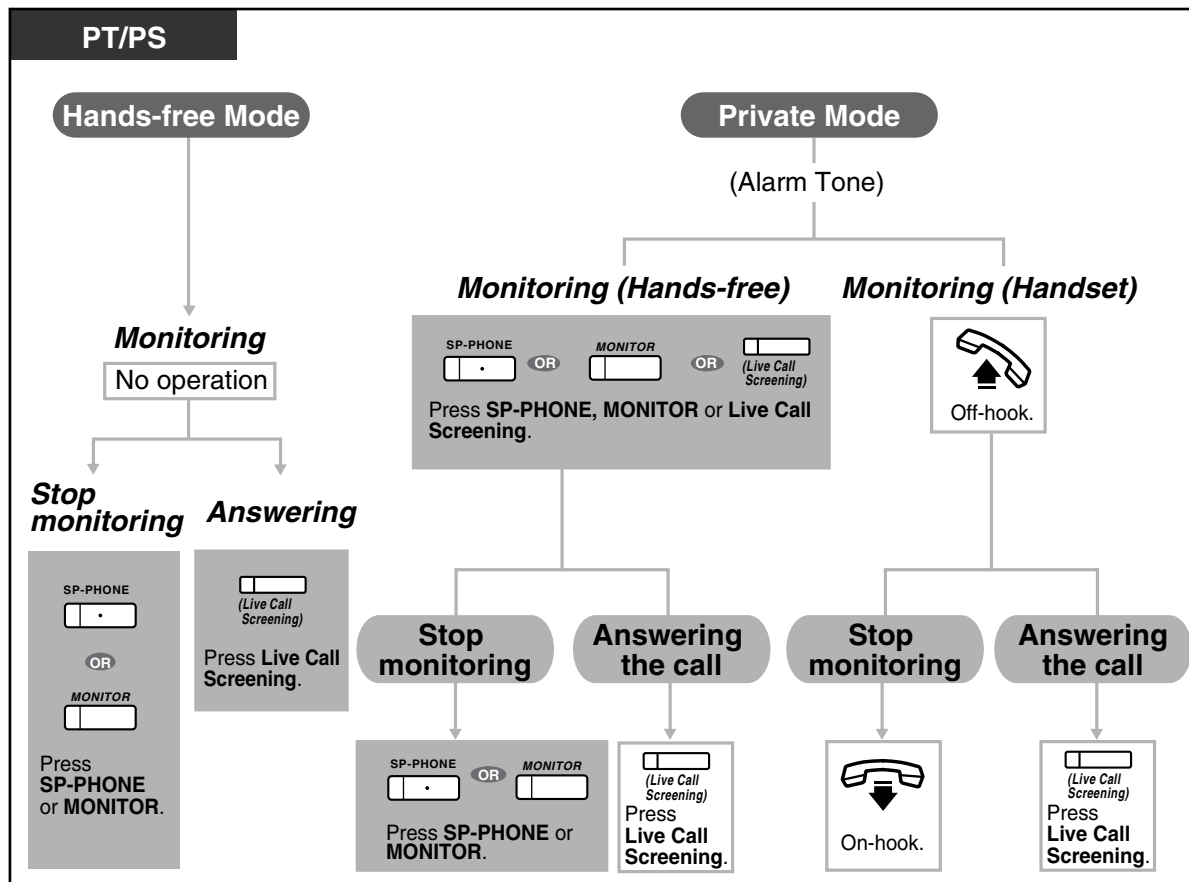 PT/PS
Hands-free Mode
Monitoring
No operation
Stop
monitoring
SP-PHONE
OR
MONITOR
Press
SP-PHONE
or MONITOR.
Answering
(Live Call
Screening)
Press Live Call
Screening.
Private Mode
(Alarm Tone)
Monitoring (Hands-free)
SP-PHONE
OR
MONITOR
OR
(Live Call
Screening)
Press SP-PHONE, MONITOR or Live Call
Screening.
Stop
monitoring
SP-PHONE
OR
MONITOR
Press SP-PHONE or
MONITOR.
Answering
the call
(Live Call
Screening)
Press
Live Call
Screening.
Monitoring (Handset)
Off-hook.
Stop
monitoring
On-hook.
Answering
the call
(Live Call
Screening)
Press
Live Call
Screening.